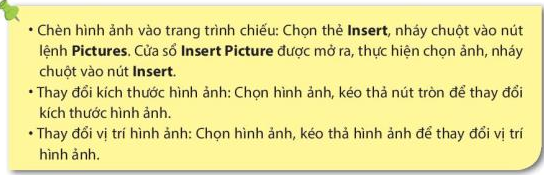 • Chèn hình ảnh vào trang trình chiếu: Chọn thẻ Insert, nháy chuột vào nút
lệnh Pictures. Cửa sổ Insert Picture được mở ra, thực hiện chọn ảnh, nháy
chuột vào nút Insert.
• Thay đổi kích thước hình ảnh: Chọn hình ảnh, kéo thả nút tròn để thay đổi
kích thước hình ảnh.
• Thay đổi vị trí hình ảnh: Chọn hình ảnh, kéo thả hình ảnh để thay đổi vị trí
hình ảnh.